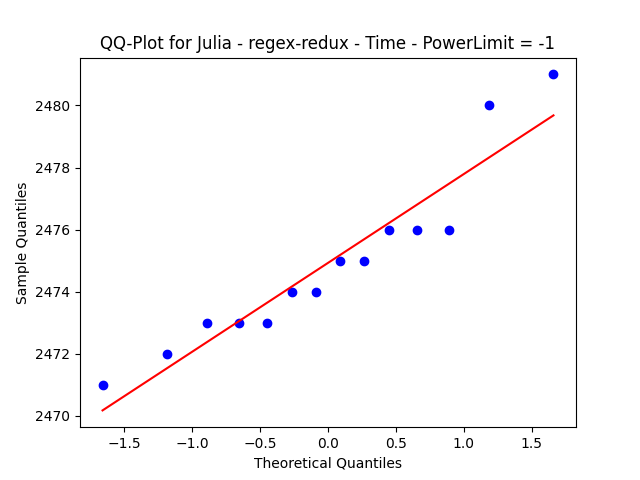 QQ-Plot for Julia - regex-redux - Time - PowerLimit = -1
2480
2478
2476
2474
2472
2470
Sample Quantiles
−1.5 −1.0 −0.5 0.0 0.5 1.0 1.5
Theoretical Quantiles